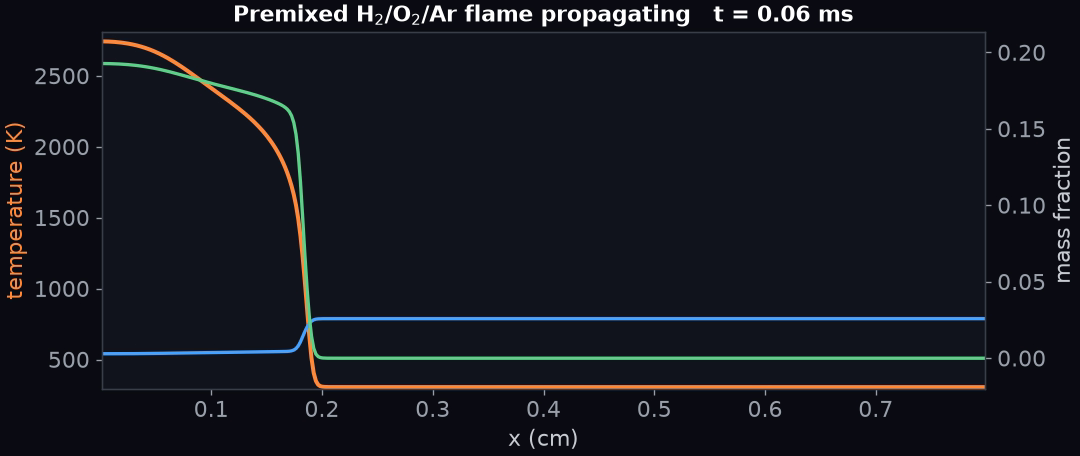 Premixed H₂/O₂/Ar flame propagating   t = 0.06 ms
temperature (K)
2500
2000
1500
1000
500
0.20
0.15
0.10
0.05
0.00
mass fraction
0.1 0.2 0.3 0.4 0.5 0.6 0.7
x (cm)